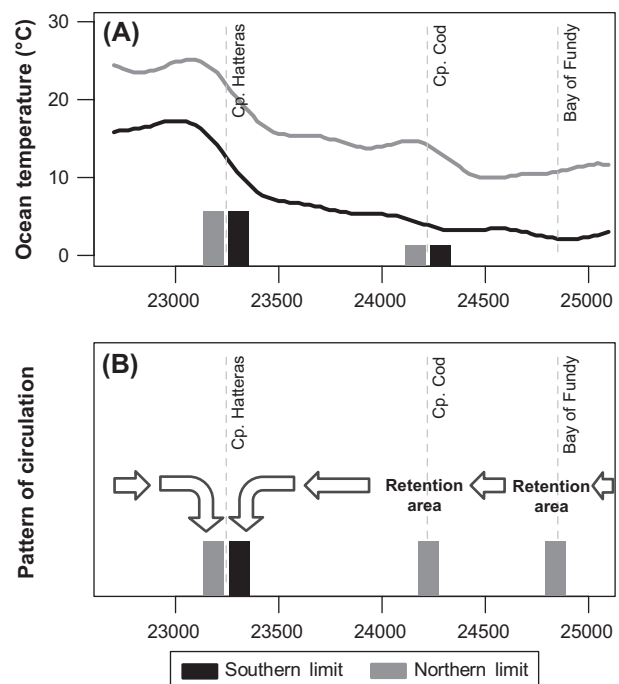 (A)
Ocean temperature (°C)
30
20
10
0
Cp. Hatteras
Cp. Cod
Bay of Fundy
23000 23500 24000 24500 25000
(B)
Pattern of circulation
Cp. Hatteras
Cp. Cod
Bay of Fundy
Retention area
Retention area
23000 23500 24000 24500 25000
Southern limit Northern limit